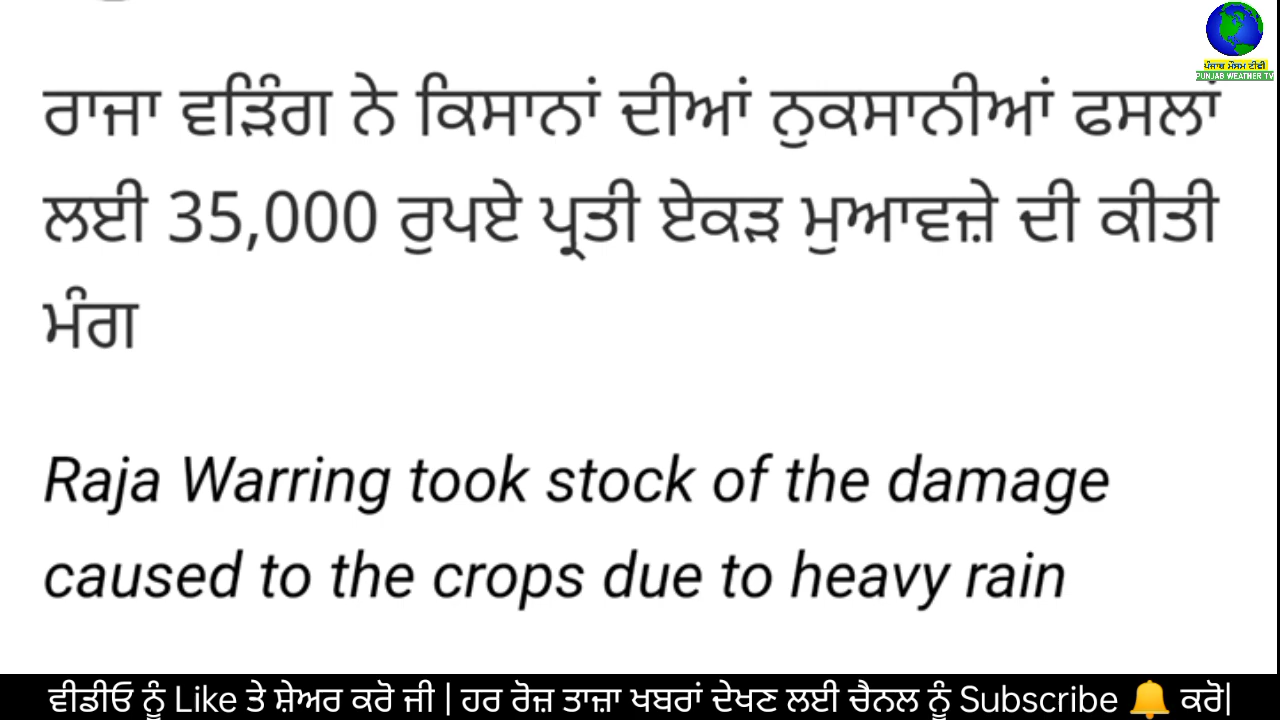 ਪੰਜਾਬ ਮੌਸਮ ਟੀਵੀ
PUNJAB WEATHER TV
ਰਾਜਾ ਵੜਿੰਗ ਨੇ ਕਿਸਾਨਾਂ ਦੀਆਂ ਨੁਕਸਾਨੀਆਂ ਫਸਲਾਂ
ਲਈ 35,000 ਰੁਪਏ ਪ੍ਰਤੀ ਏਕੜ ਮੁਆਵਜ਼ੇ ਦੀ ਕੀਤੀ
ਮੰਗ
Raja Warring took stock of the damage
caused to the crops due to heavy rain
ਵੀਡੀਓ ਨੂੰ Like ਤੇ ਸ਼ੇਅਰ ਕਰੋ ਜੀ | ਹਰ ਰੋਜ਼ ਤਾਜ਼ਾ ਖਬਰਾਂ ਦੇਖਣ ਲਈ ਚੈਨਲ ਨੂੰ Subscribe 🔔 ਕਰੋ|